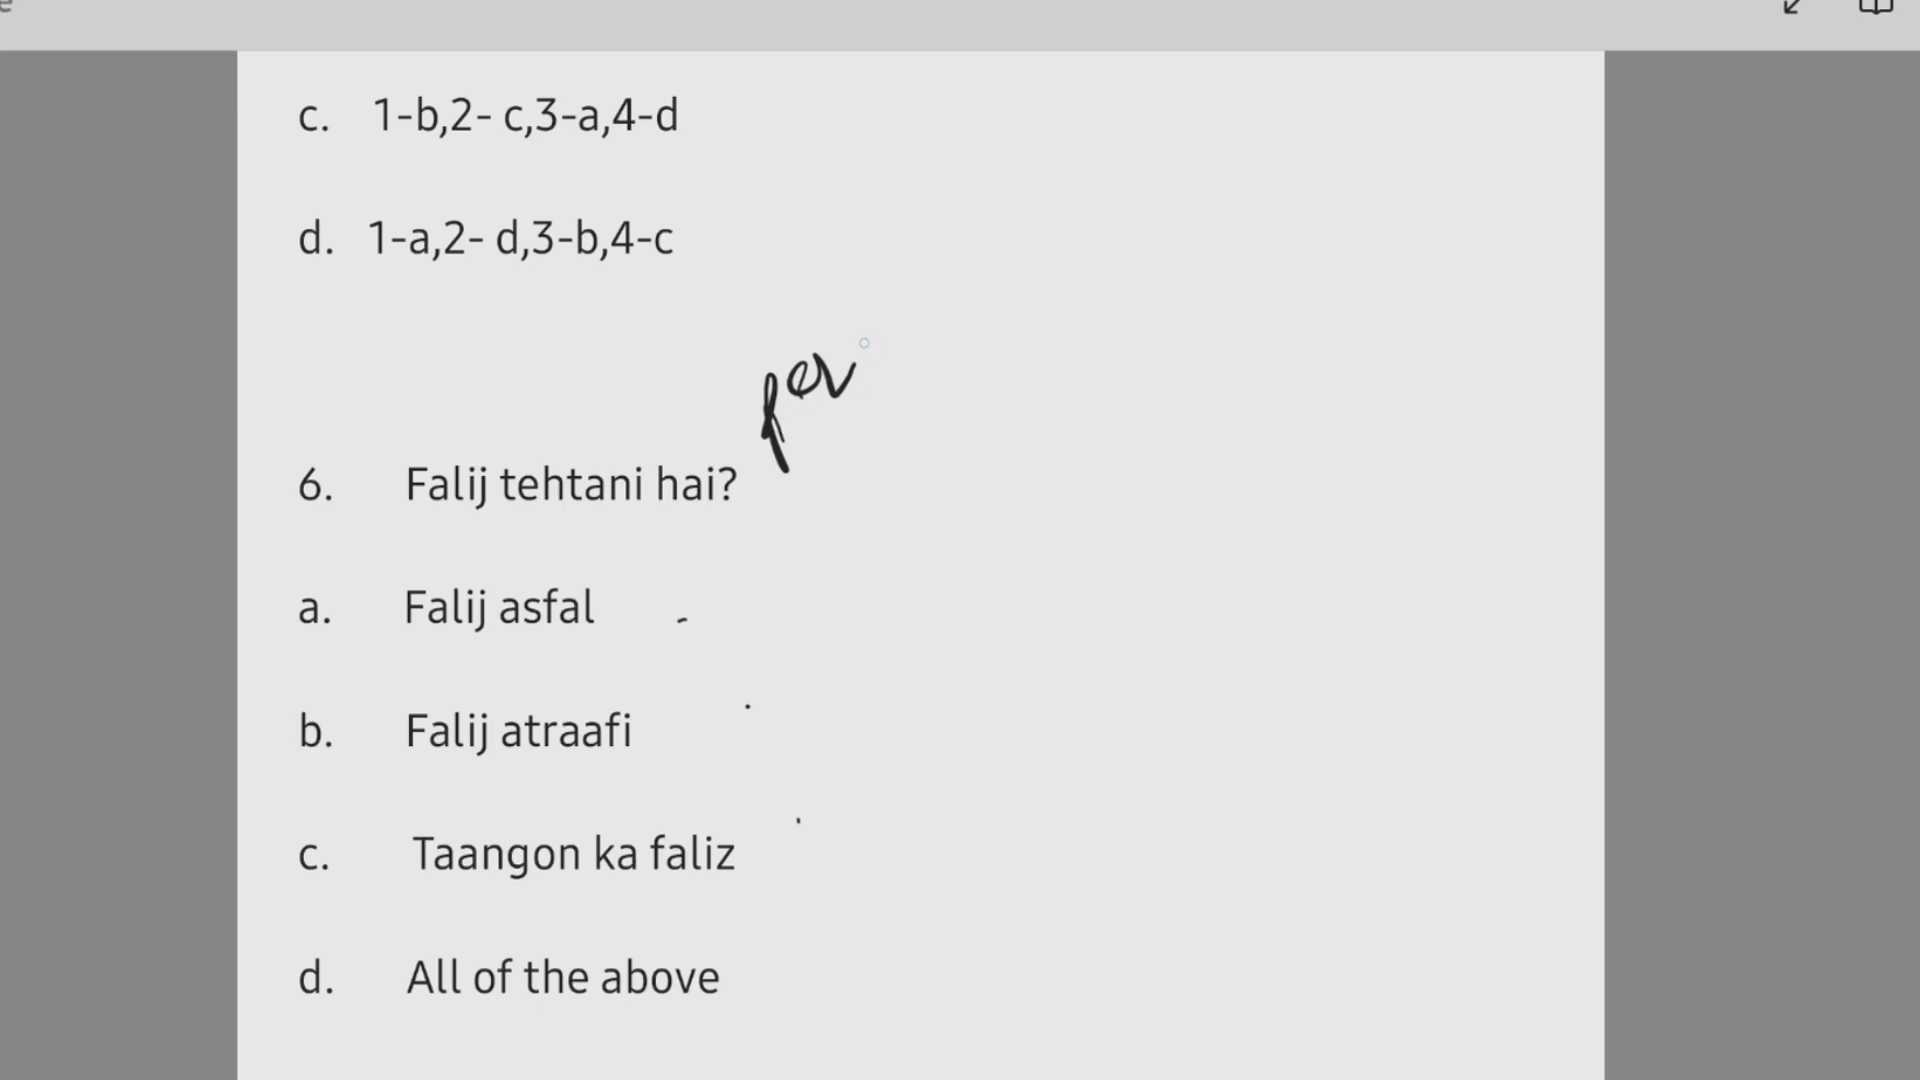 c. 1-b,2- c,3-a,4-d
d. 1-a,2- d,3-b,4-c
6. Falij tehtani hai?
a. Falij asfal
b. Falij atraafi
c. Taangon ka faliz
d. All of the above